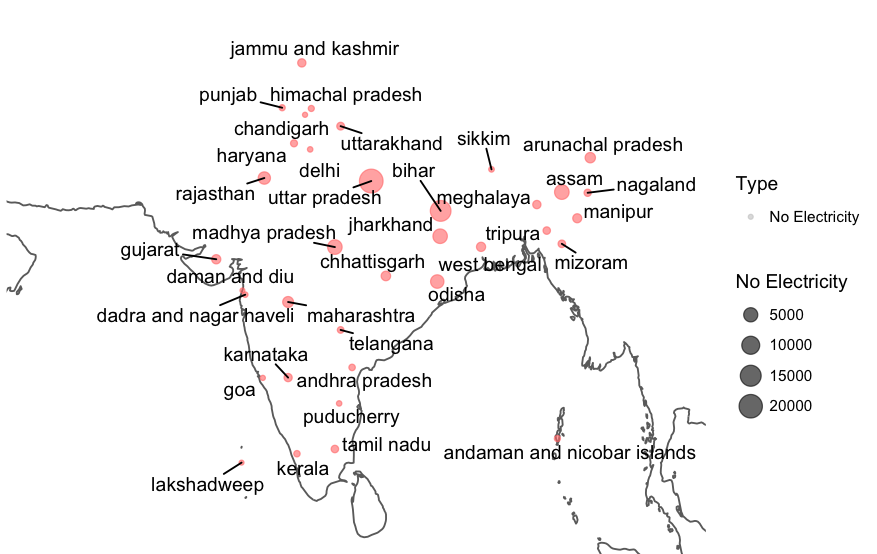 jammu and kashmir
punjab
himachal pradesh
chandigarh
uttarakhand
sikkim
arunachal pradesh
haryana
delhi
bihar
assam
nagaland
rajasthan
uttar pradesh
meghalaya
manipur
jharkhand
madhya pradesh
tripura
gujarat
chhattisgarh
west bengal
mizoram
daman and diu
odisha
dadra and nagar haveli
maharashtra
telangana
karnataka
andhra pradesh
goa
puducherry
tamil nadu
andaman and nicobar islands
kerala
lakshadweep
Type
No Electricity
No Electricity
5000
10000
15000
20000